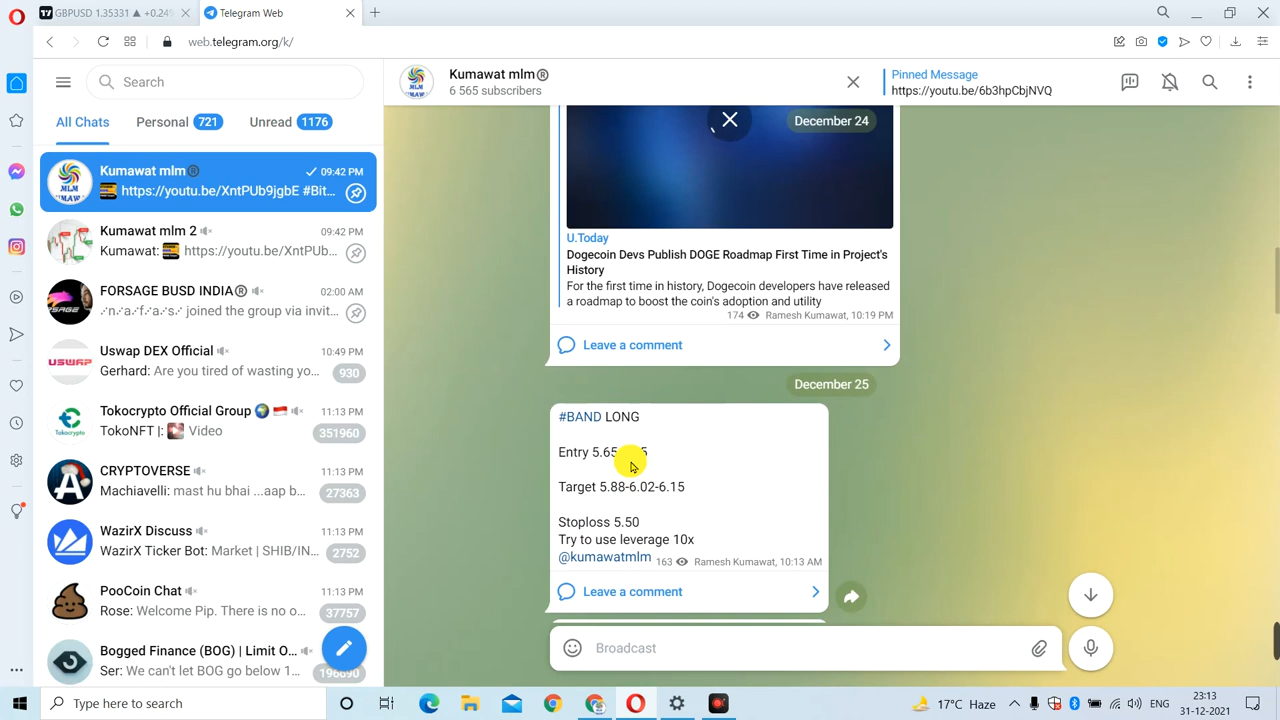 GBPUSD 1.35331 ▲ +0.24%
Telegram Web
web.telegram.org/k/
Search
All Chats
Personal 721
Unread 1176
Kumawat mlm®
09:42 PM
https://youtu.be/XntPUb9jgbE #Bit...
Kumawat mlm 2
09:42 PM
Kumawat: https://youtu.be/XntPUb...
FORSAGE BUSD INDIA®
02:00 AM
.·n.·a.·f.·a.·s.· joined the group via invit...
Uswap DEX Official
10:49 PM
Gerhard: Are you tired of wasting yo...
930
USWAP
Tokocrypto Official Group
11:13 PM
TokoNFT |: Video
351960
CRYPTOVERSE
11:13 PM
Machiavelli: mast hu bhai ...aap b...
27363
WazirX Discuss
11:13 PM
WazirX Ticker Bot: Market | SHIB/IN...
2752
PooCoin Chat
11:13 PM
Rose: Welcome Pip. There is no o...
37757
Bogged Finance (BOG) | Limit O...
Ser: We can't let BOG go below 1...
196690
Kumawat mlm®
6 565 subscribers
Pinned Message
https://youtu.be/6b3hpCbjNVQ
December 24
U.Today
Dogecoin Devs Publish DOGE Roadmap First Time in Project's
History
For the first time in history, Dogecoin developers have released
a roadmap to boost the coin's adoption and utility
174 Ramesh Kumawat, 10:19 PM
Leave a comment
December 25
#BAND LONG
Entry 5.65
Target 5.88-6.02-6.15
Stoploss 5.50
Try to use leverage 10x
@kumawatmlm
163 Ramesh Kumawat, 10:13 AM
Leave a comment
Broadcast
Type here to search
17°C Haze
ENG
23:13
31-12-2021